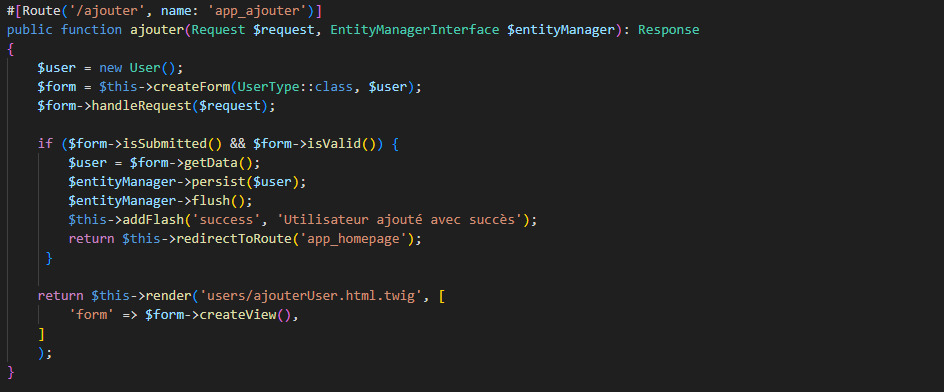 #[Route('/ajouter', name: 'app_ajouter')]
public function ajouter(Request $request, EntityManagerInterface $entityManager): Response
{
    $user = new User();
    $form = $this->createForm(UserType::class, $user);
    $form->handleRequest($request);

    if ($form->isSubmitted() && $form->isValid()) {
        $user = $form->getData();
        $entityManager->persist($user);
        $entityManager->flush();
        $this->addFlash('success', 'Utilisateur ajouté avec succès');
        return $this->redirectToRoute('app_homepage');
     }

    return $this->render('users/ajouterUser.html.twig', [
        'form' => $form->createView(),
    ]
    );
}